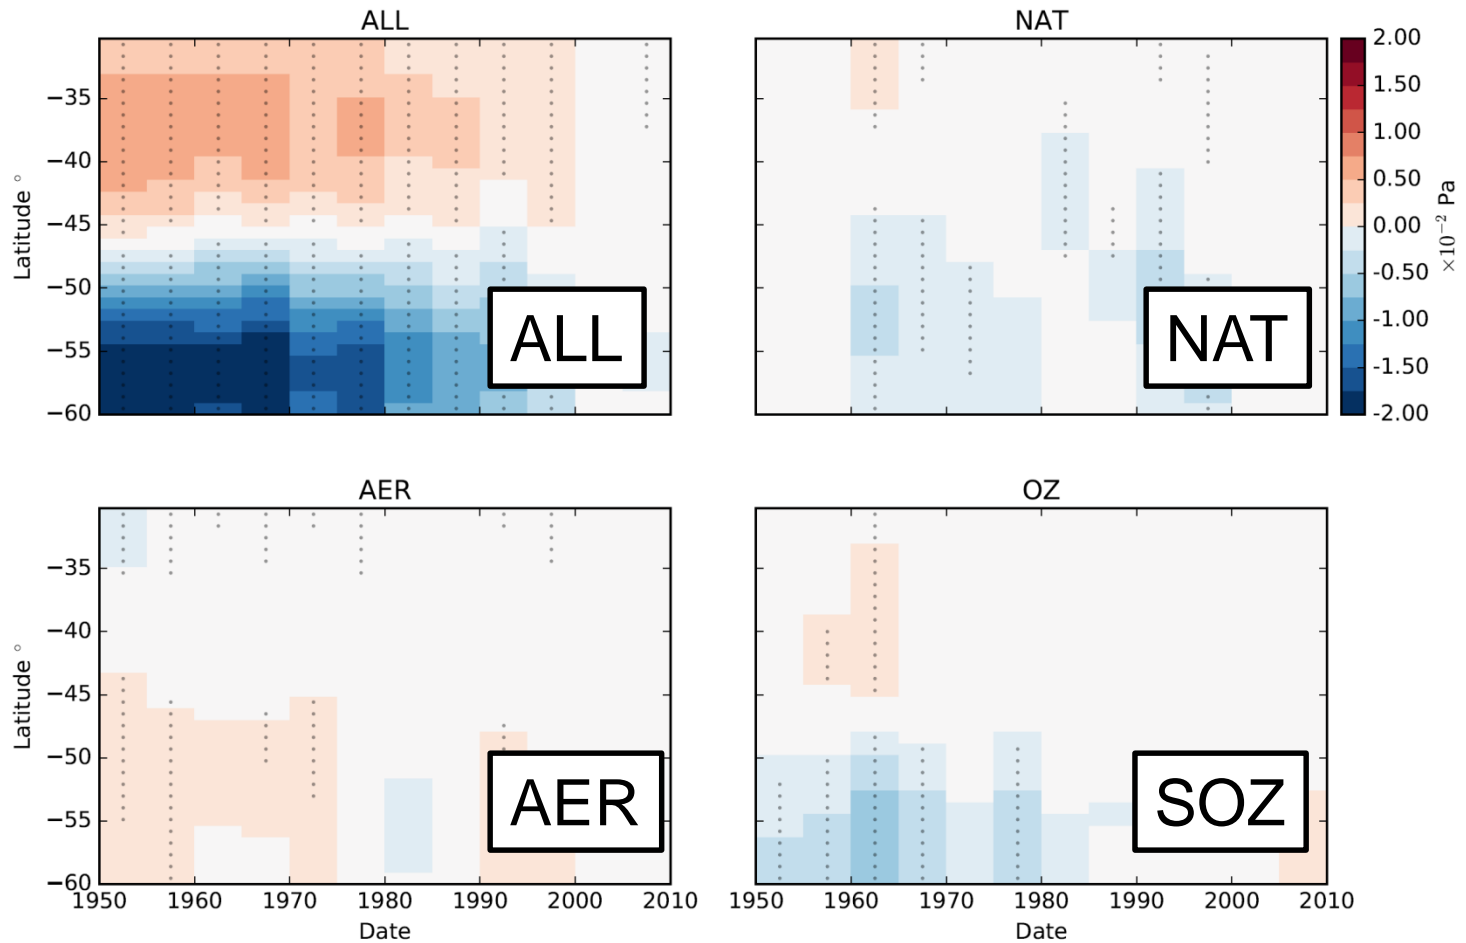 ALL
NAT
−35
−40
−45
−50
−55
−60
Latitude °
ALL
NAT
2.00
1.50
1.00
0.50
0.00
-0.50
-1.00
-1.50
-2.00
×10⁻² Pa
AER
OZ
−35
−40
−45
−50
−55
−60
Latitude °
AER
SOZ
1950 1960 1970 1980 1990 2000 2010
Date
1950 1960 1970 1980 1990 2000 2010
Date